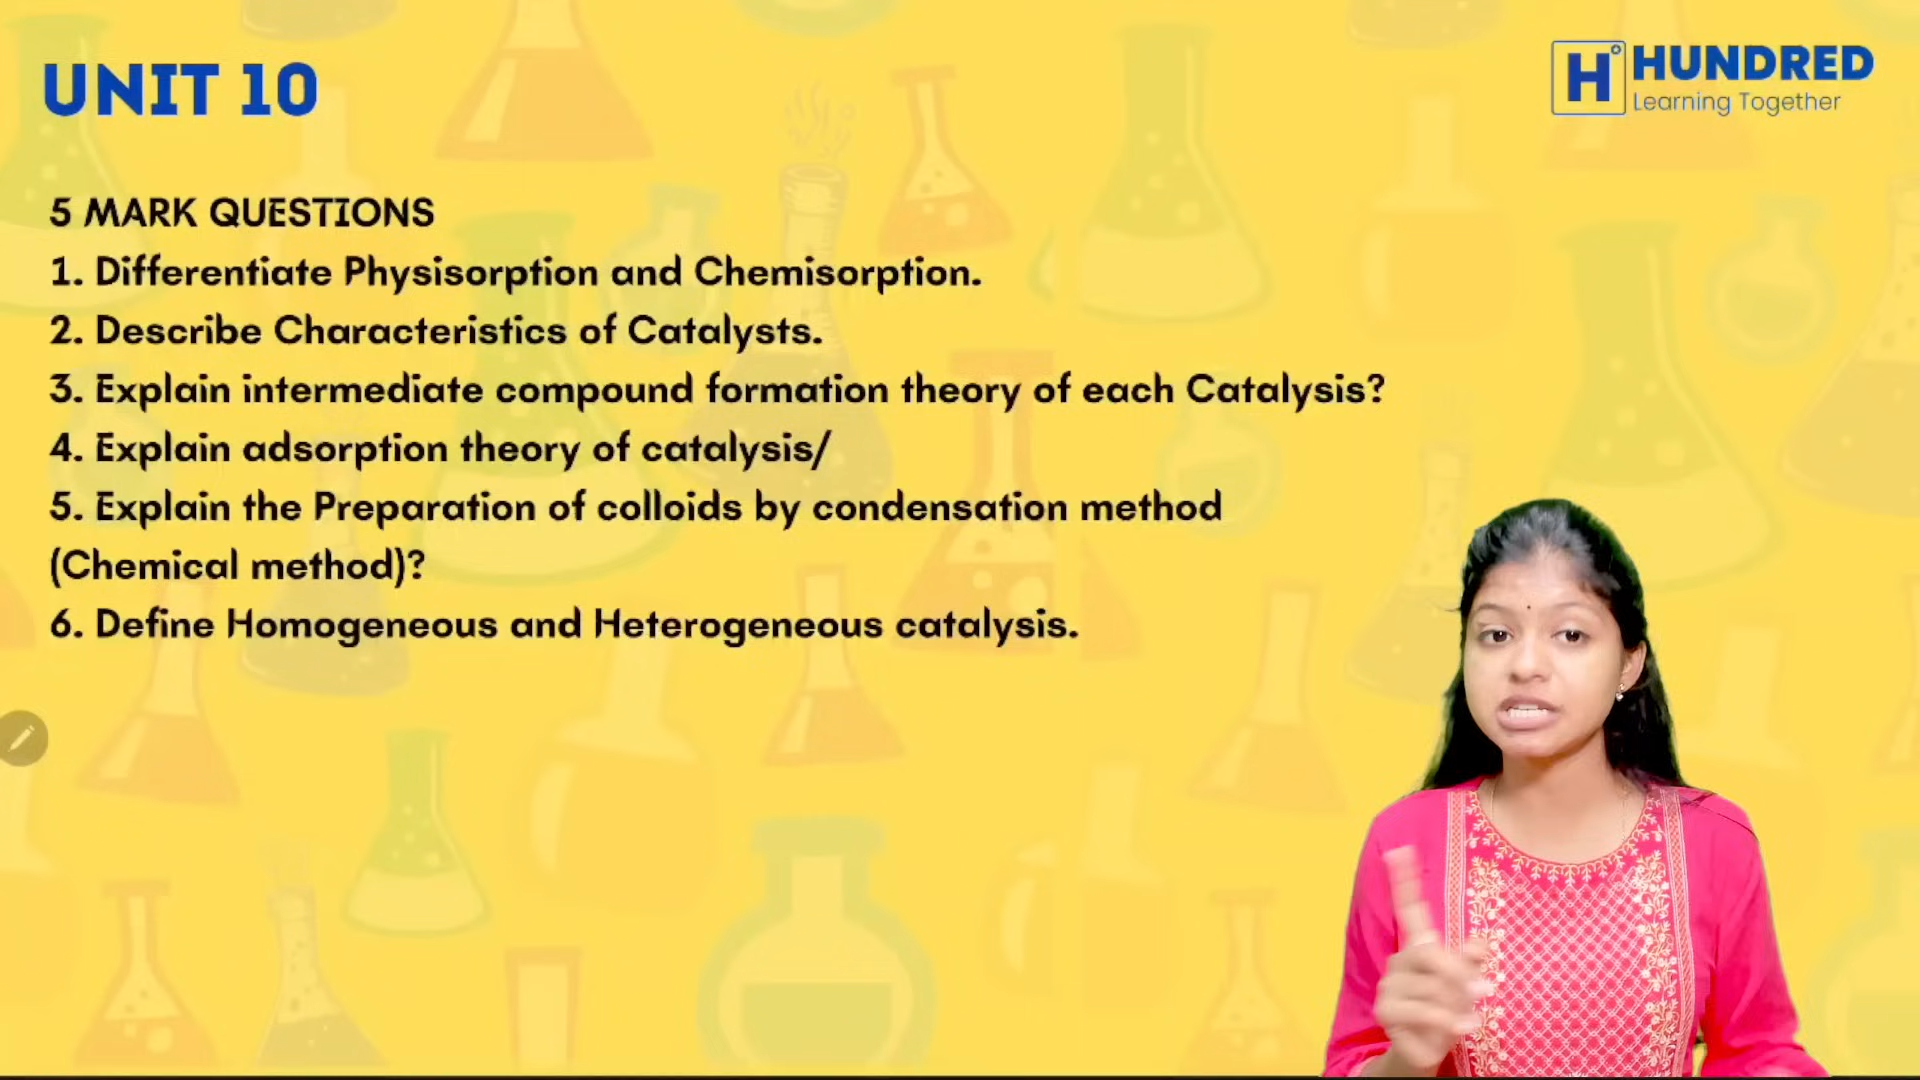 UNIT 10
H° HUNDRED
Learning Together
5 MARK QUESTIONS
1. Differentiate Physisorption and Chemisorption.
2. Describe Characteristics of Catalysts.
3. Explain intermediate compound formation theory of each Catalysis?
4. Explain adsorption theory of catalysis/
5. Explain the Preparation of colloids by condensation method
(Chemical method)?
6. Define Homogeneous and Heterogeneous catalysis.